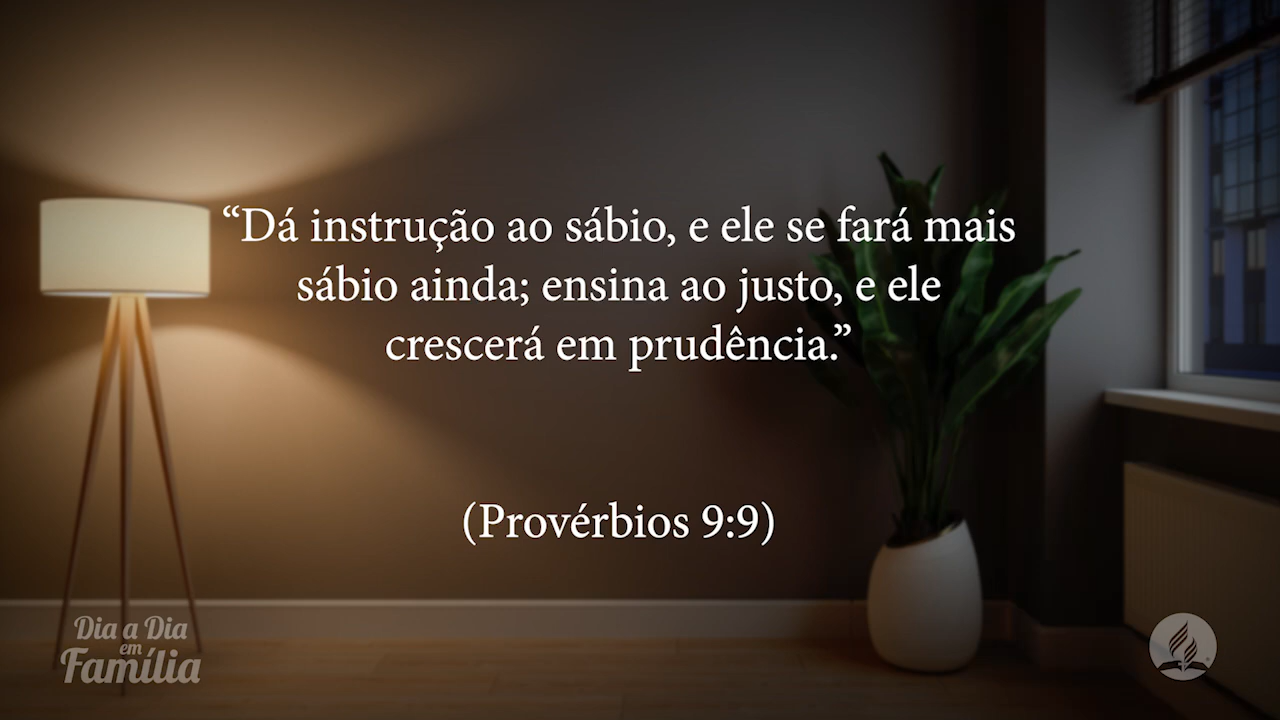 “Dá instrução ao sábio, e ele se fará mais
sábio ainda; ensina ao justo, e ele
crescerá em prudência.”
(Provérbios 9:9)
Dia a Dia
em
Família